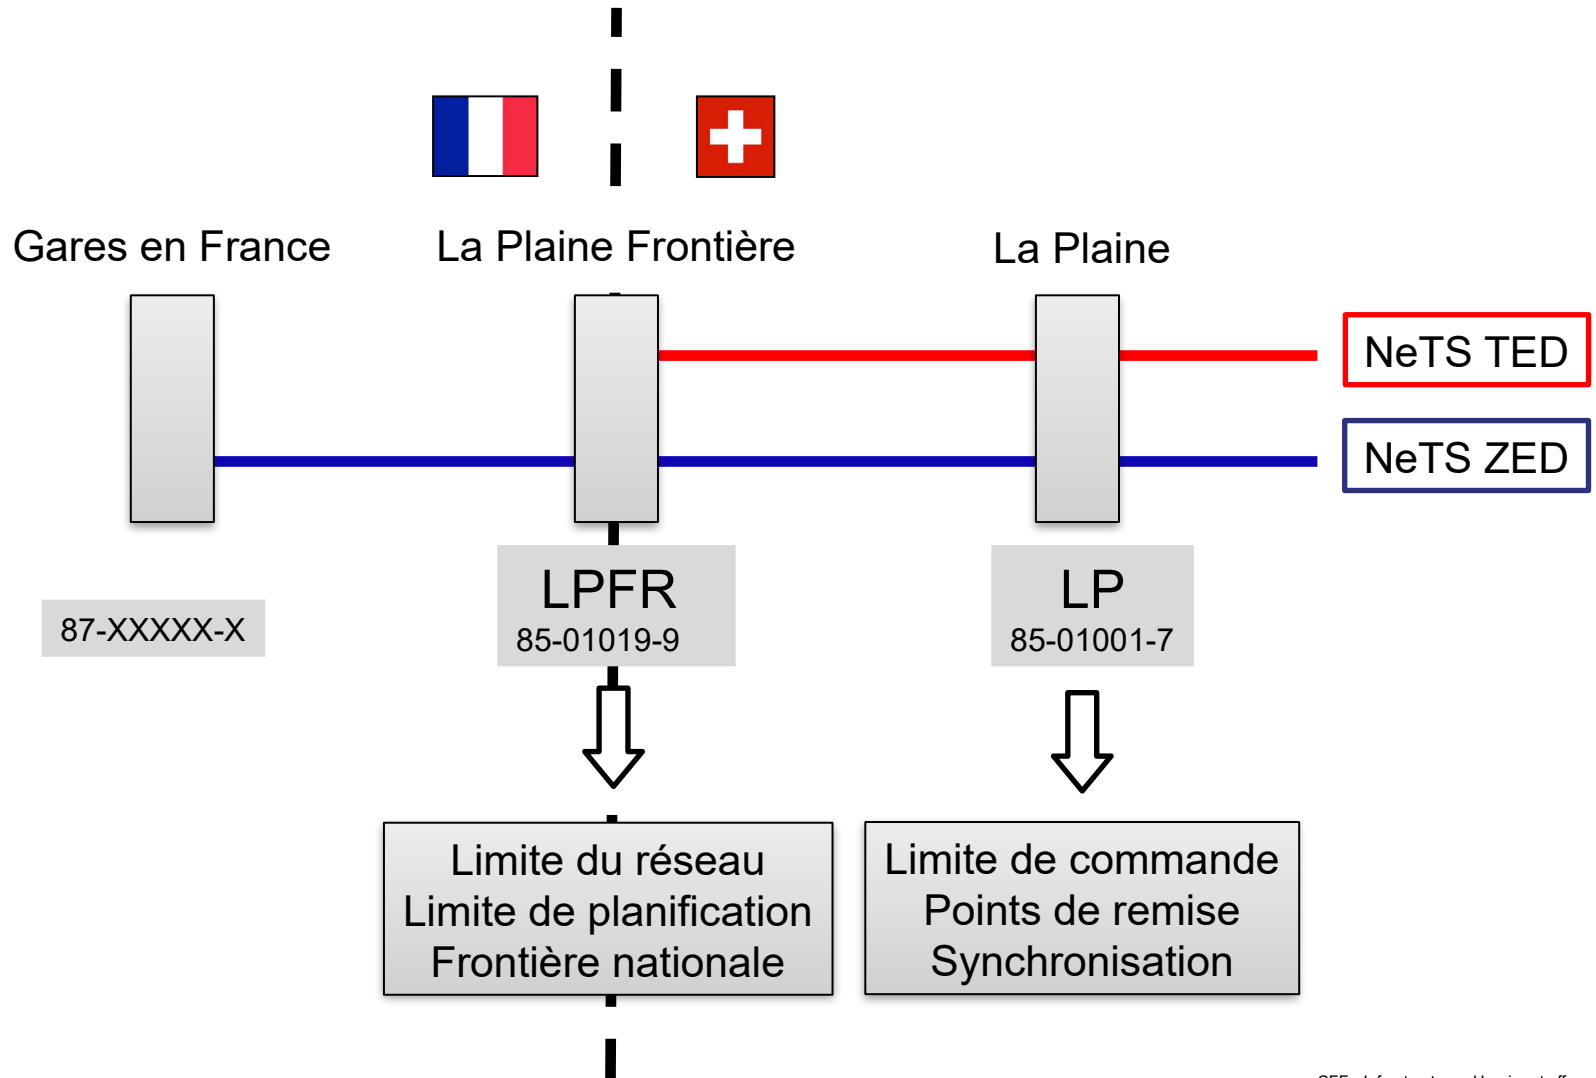 Gares en France
La Plaine Frontière
La Plaine
NeTS TED
NeTS ZED
87-XXXXX-X
LPFR
85-01019-9
LP
85-01001-7
Limite du réseau
Limite de planification
Frontière nationale
Limite de commande
Points de remise
Synchronisation